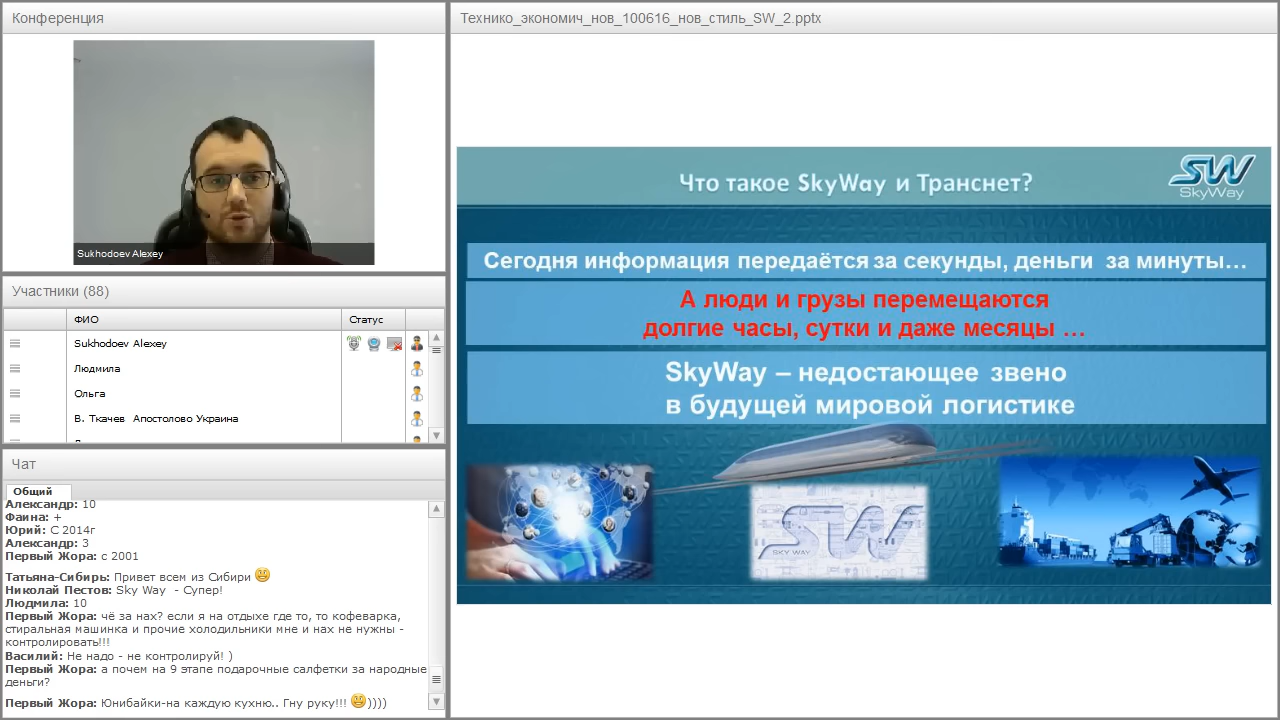 Конференция
Sukhodoev Alexey
Участники (88)
ФИО
Статус
Sukhodoev Alexey
Людмила
Ольга
В. Ткачев Апостолово Украина
Чат
Общий
Александр: 10
Фаина: +
Юрий: С 2014г
Александр: 3
Первый Жора: с 2001
Татьяна-Сибирь: Привет всем из Сибири
Николай Пестов: Sky Way - Супер!
Людмила: 10
Первый Жора: чё за нах? если я на отдыхе где то, то кофеварка,
стиральная машинка и прочие холодильники мне и нах не нужны -
контролировать!!!
Василий: Не надо - не контролируй! )
Первый Жора: а почем на 9 этапе подарочные салфетки за народные
деньги?
Первый Жора: Юнибайки-на каждую кухню.. Гну руку!!! ))))
Технико_экономич_нов_100616_нов_стиль_SW_2.pptx
Что такое SkyWay и Транснет?
SW
SkyWay
Сегодня информация передаётся за секунды, деньги за минуты…
А люди и грузы перемещаются
долгие часы, сутки и даже месяцы …
SkyWay – недостающее звено
в будущей мировой логистике
SW
SKY WAY